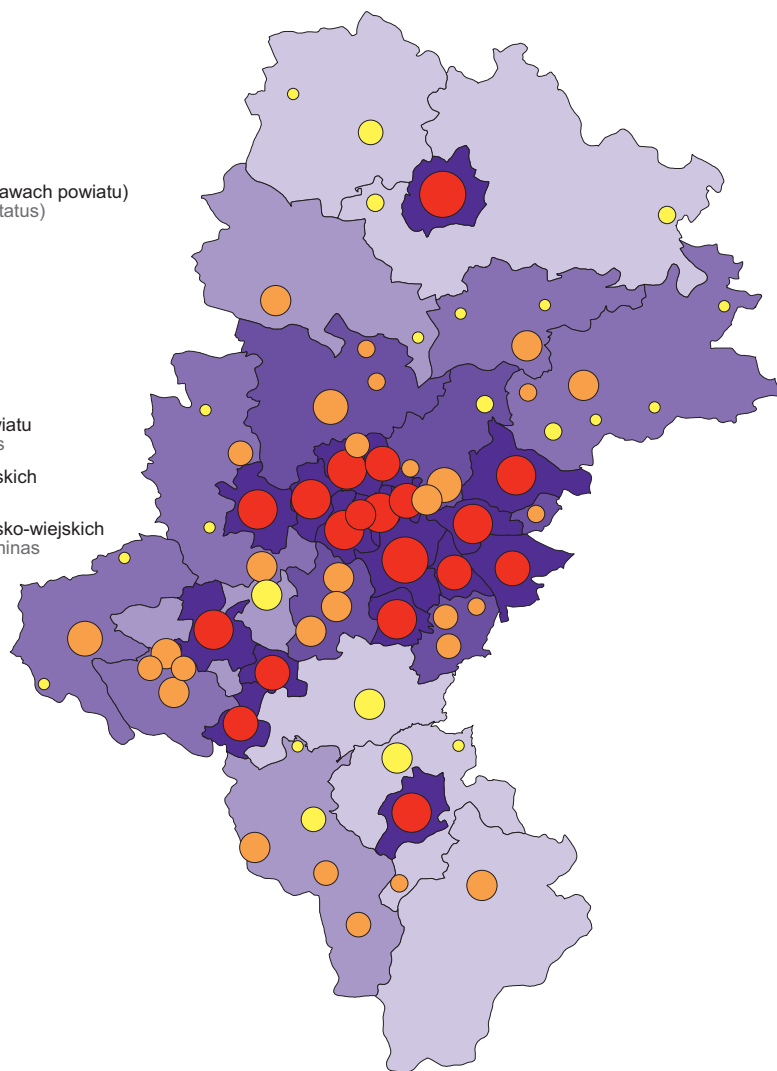 awach powiatu)
tatus)
wiatu
s
skich
sko-wiejskich
minas